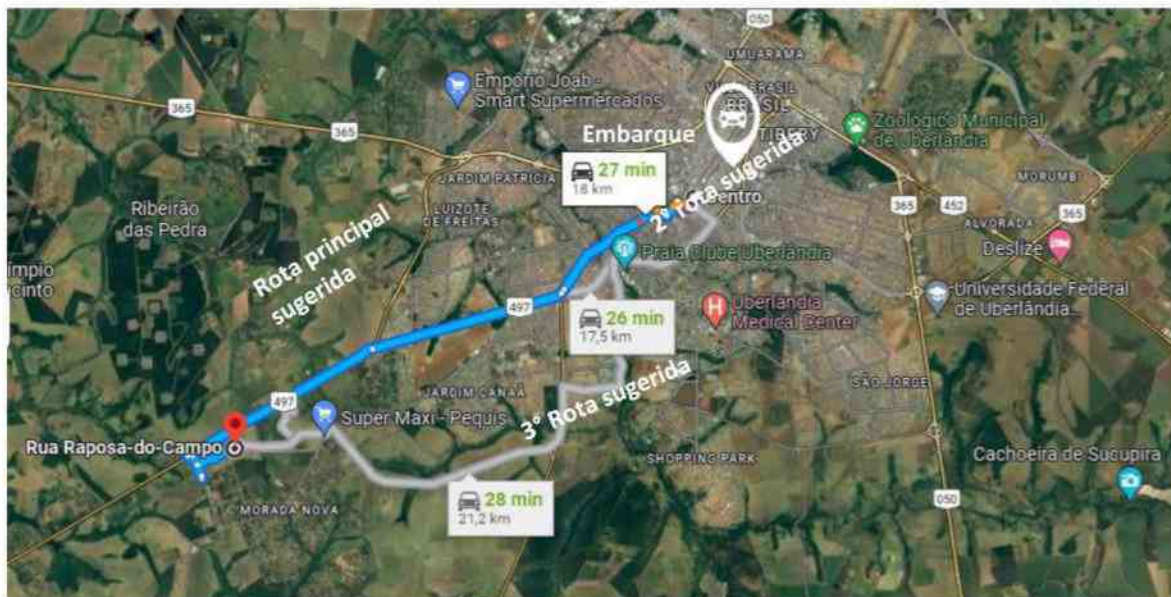 050
UMUARAMA
Empório Joab -
Smart Supermercados
BRASIL
365
365
Embarque
TIBERY
Zoológico Municipal
de Uberlândia
27 min
18 km
JARDIM PATRÍCIA
MORUMBI
Ribeirão
das Pedra
LUIZOTE
DE FREITAS
2º rota sugerida
365
452
ALVORADA
365
Rota principal
sugerida
Praia Clube Uberlândia
Deslize
497
26 min
17,5 km
Uberlândia
Medical Center
Universidade Federal
de Uberlândia...
JARDIM CANAÃ
SÃO JORGE
497
Super Maxi - Pequis
3° Rota sugerida
Rua Raposa-do-Campo
SHOPPING PARK
Cachoeira de Sucupira
28 min
21,2 km
050
MORADA NOVA